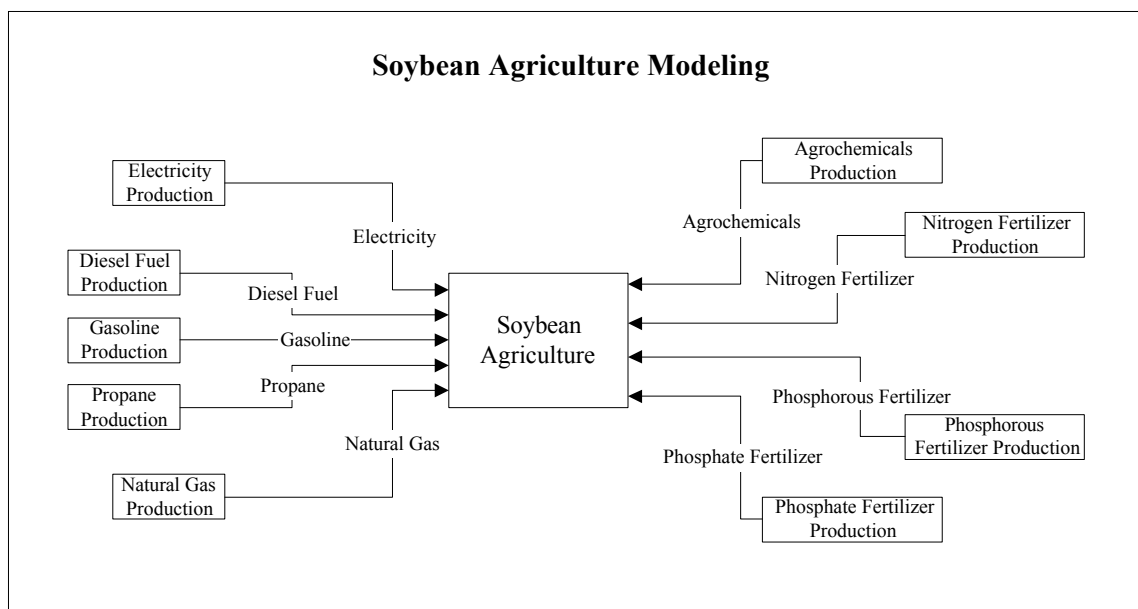 Soybean Agriculture Modeling
Electricity
Production
Electricity
Diesel Fuel
Production
Diesel Fuel
Gasoline
Production
Gasoline
Propane
Production
Propane
Natural Gas
Natural Gas
Production
Soybean
Agriculture
Agrochemicals
Production
Agrochemicals
Nitrogen Fertilizer
Production
Nitrogen Fertilizer
Phosphorous Fertilizer
Phosphorous
Fertilizer Production
Phosphate Fertilizer
Phosphate Fertilizer
Production